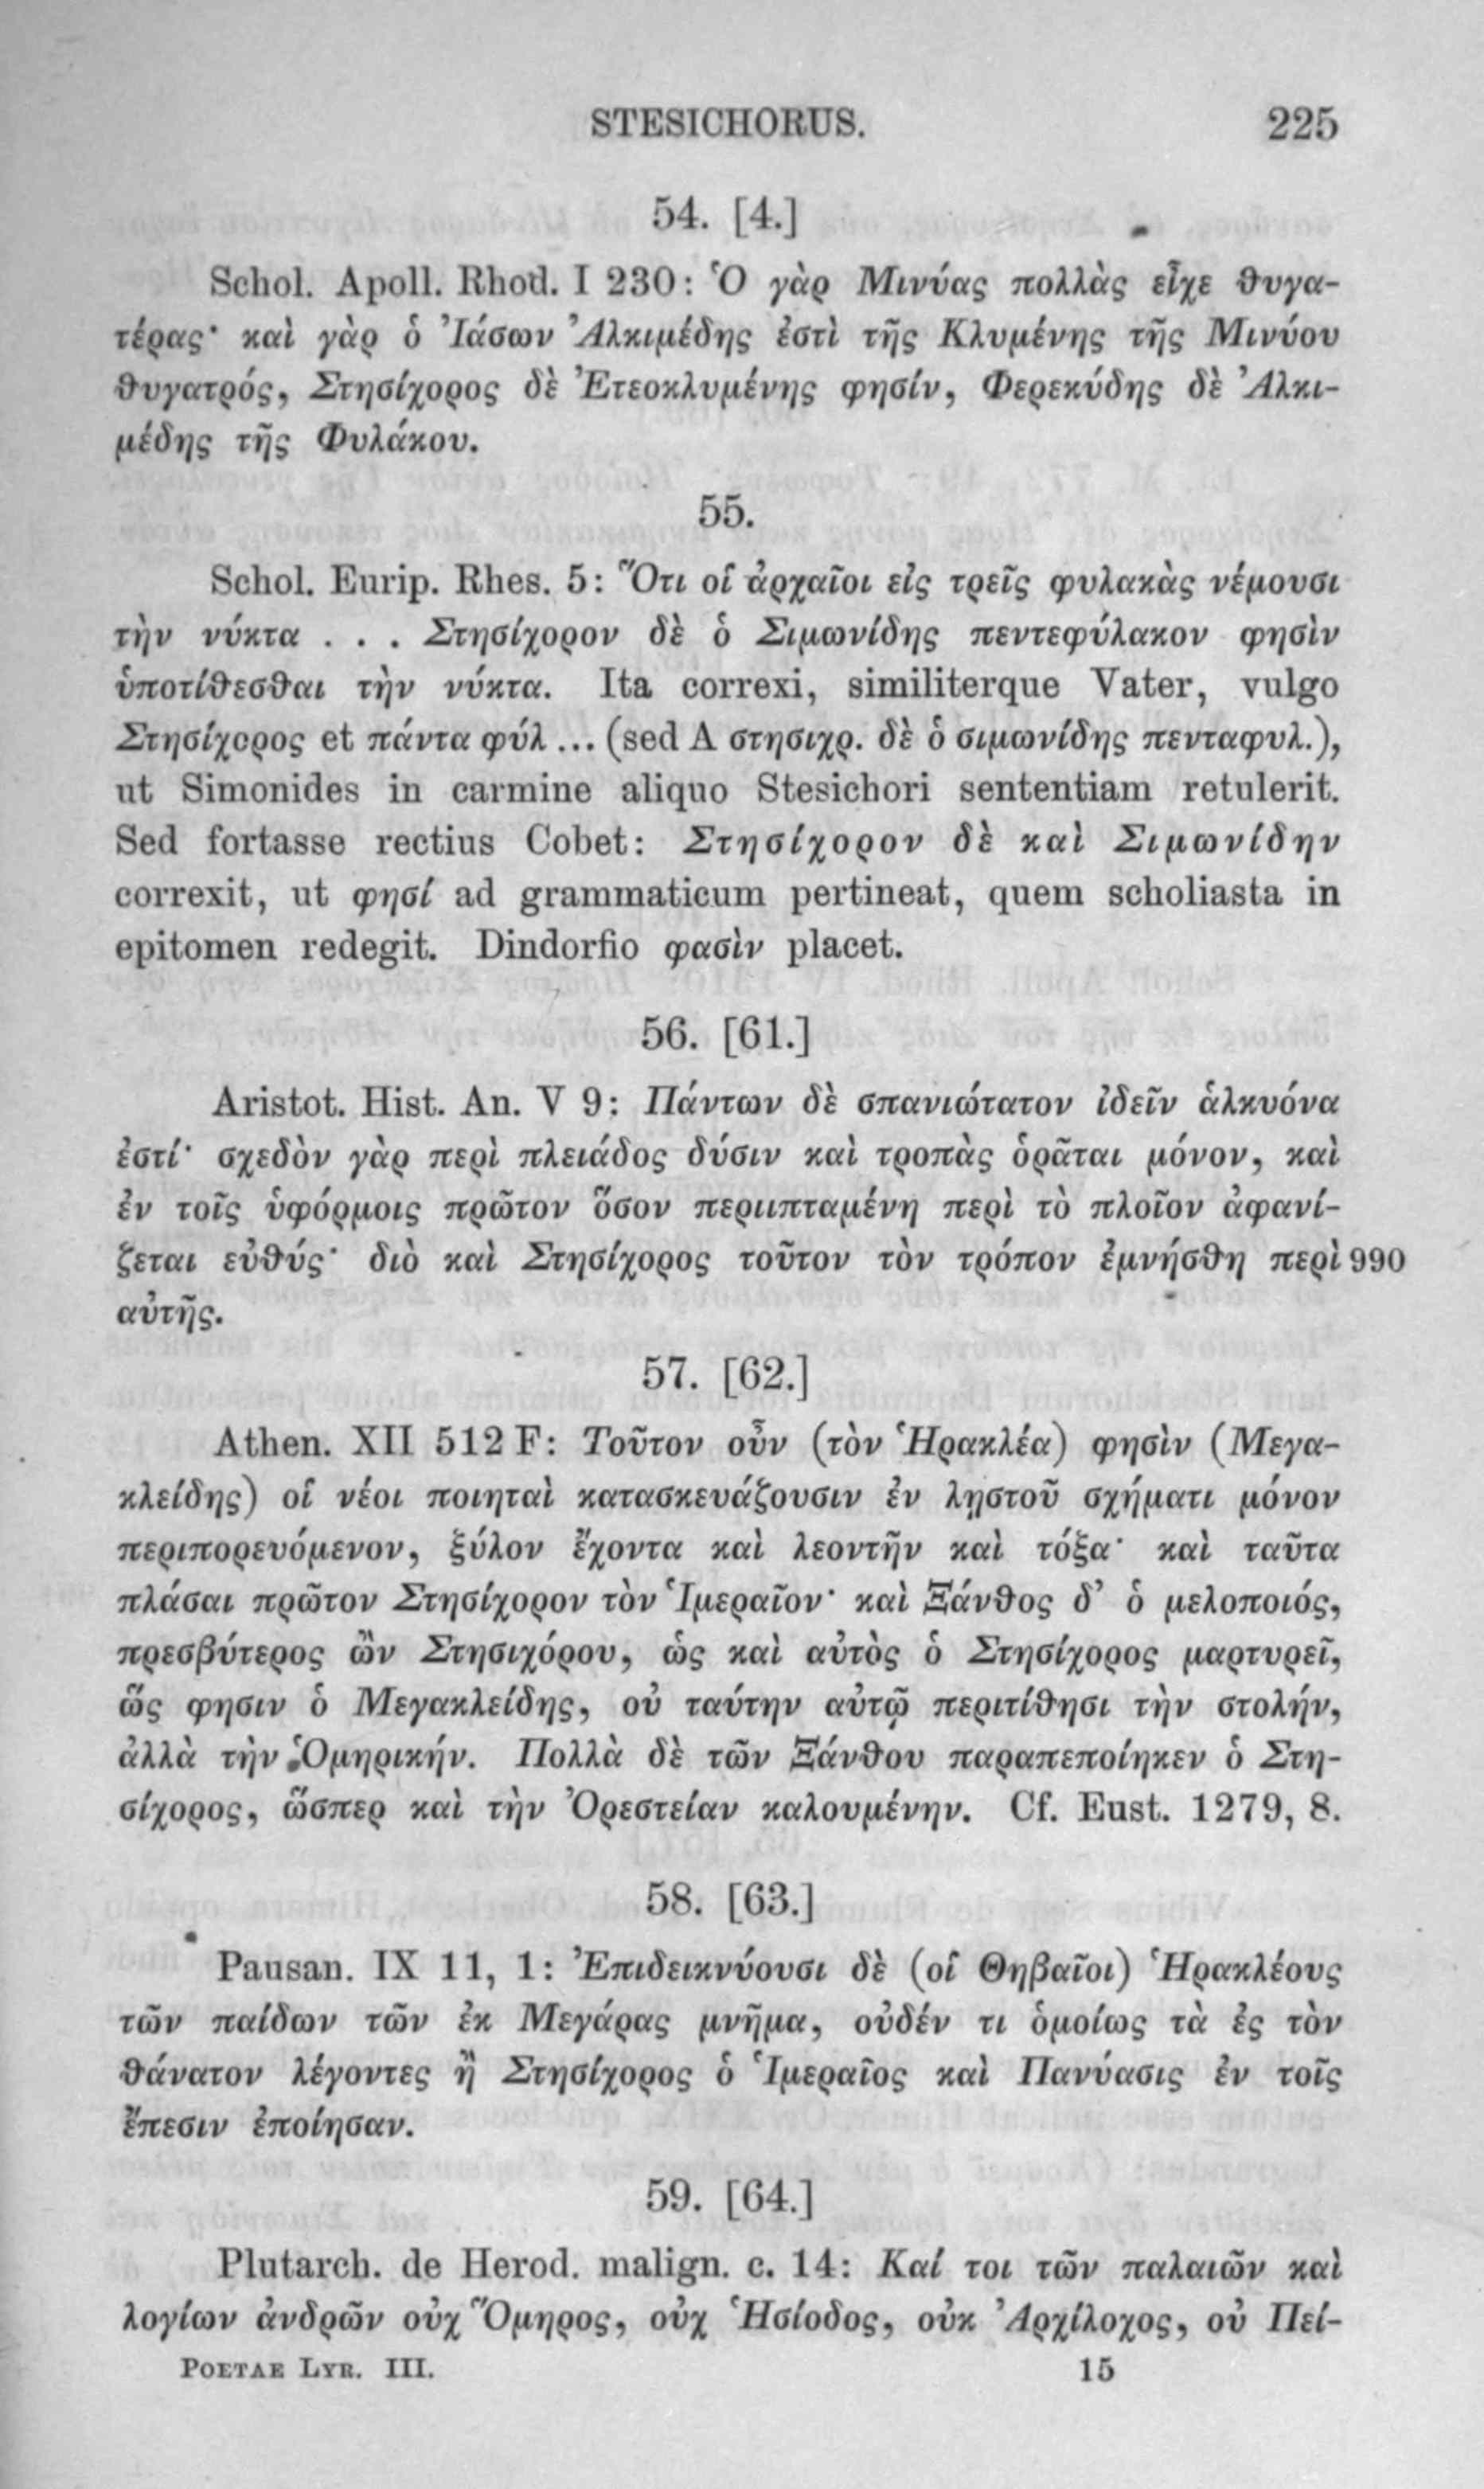 STESICHORUS. 225
54. [4.]
Schol. Apoll. Rhod. I 230: Ὁ γὰρ Μινύας πολλὰς εἶχε θυγα-
τέρας· καὶ γὰρ ὁ Ἰάσων Ἀλκιμέδης ἐστὶ τῆς Κλυμένης τῆς Μινύου
θυγατρός, Στησίχορος δὲ Ἐτεοκλυμένης φησίν, Φερεκύδης δὲ Ἀλκι-
μέδης τῆς Φυλάκου.
55.
Schol. Eurip. Rhes. 5: Ὅτι οἱ ἀρχαῖοι εἰς τρεῖς φυλακὰς νέμουσι
τὴν νύκτα . . . Στησίχορον δὲ ὁ Σιμωνίδης πεντεφύλακον φησὶν
ὑποτίθεσθαι τὴν νύκτα. Ita correxi, similiterque Vater, vulgo
Στησίχορος et πάντα φύλ ... (sed A στησιχρ. δὲ ὁ σιμωνίδης πενταφυλ.),
ut Simonides in carmine aliquo Stesichori sententiam retulerit.
Sed fortasse rectius Cobet: Στησίχορον δὲ καὶ Σιμωνίδην
correxit, ut φησί ad grammaticum pertineat, quem scholiasta in
epitomen redegit. Dindorfio φασὶν placet.
56. [61.]
Aristot. Hist. An. V 9: Πάντων δὲ σπανιώτατον ἰδεῖν ἁλκυόνα
ἐστί· σχεδὸν γὰρ περὶ πλειάδος δύσιν καὶ τροπὰς ὁρᾶται μόνον, καὶ
ἐν τοῖς ὑφόρμοις πρῶτον ὅσον περιιπταμένη περὶ τὸ πλοῖον ἀφανί-
ζεται εὐθύς· διὸ καὶ Στησίχορος τοῦτον τὸν τρόπον ἐμνήσθη περὶ 990
αὐτῆς.
57. [62.]
Athen. XII 512 F: Τοῦτον οὖν (τὸν Ἡρακλέα) φησὶν (Μεγα-
κλείδης) οἱ νέοι ποιηταὶ κατασκευάζουσιν ἐν λῃστοῦ σχήματι μόνον
περιπορευόμενον, ξύλον ἔχοντα καὶ λεοντῆν καὶ τόξα· καὶ ταῦτα
πλάσαι πρῶτον Στησίχορον τὸν Ἱμεραῖον· καὶ Ξάνθος δ’ ὁ μελοποιός,
πρεσβύτερος ὢν Στησιχόρου, ὡς καὶ αὐτὸς ὁ Στησίχορος μαρτυρεῖ,
ὥς φησιν ὁ Μεγακλείδης, οὐ ταύτην αὐτῷ περιτίθησι τὴν στολήν,
ἀλλὰ τὴν Ὁμηρικήν. Πολλὰ δὲ τῶν Ξάνθου παραπεποίηκεν ὁ Στη-
σίχορος, ὥσπερ καὶ τὴν Ὀρεστείαν καλουμένην. Cf. Eust. 1279, 8.
58. [63.]
Pausan. IX 11, 1: Ἐπιδεικνύουσι δὲ (οἱ Θηβαῖοι) Ἡρακλέους
τῶν παίδων τῶν ἐκ Μεγάρας μνῆμα, οὐδέν τι ὁμοίως τὰ ἐς τὸν
θάνατον λέγοντες ἢ Στησίχορος ὁ Ἱμεραῖος καὶ Πανύασις ἐν τοῖς
ἔπεσιν ἐποίησαν.
59. [64.]
Plutarch. de Herod. malign. c. 14: Καί τοι τῶν παλαιῶν καὶ
λογίων ἀνδρῶν οὐχ Ὅμηρος, οὐχ Ἡσίοδος, οὐκ Ἀρχίλοχος, οὐ Πεί-
POETAE LYR. III. 15